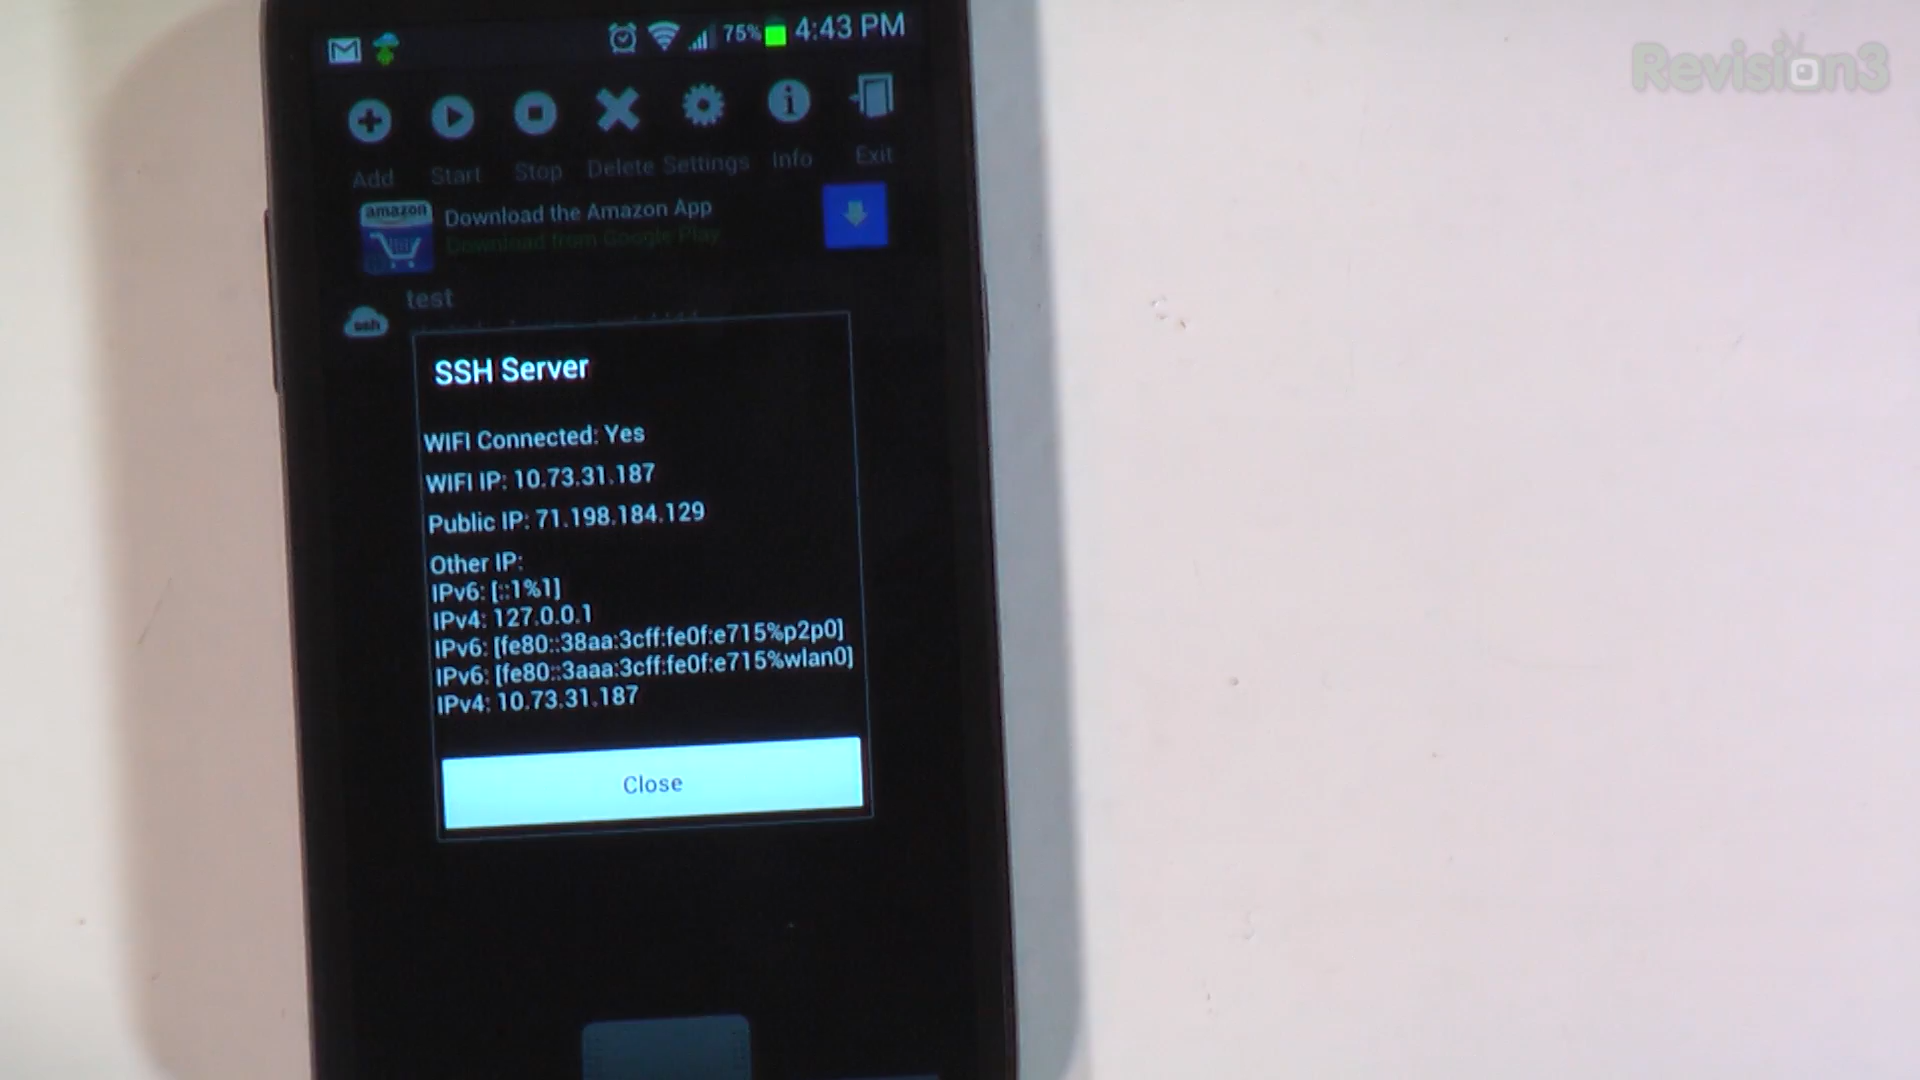 75% 4:43 PM
Revision3
Add Start Stop Delete Settings Info Exit
amazon
Download the Amazon App
Download from Google Play
test
ssh
SSH Server
WIFI Connected: Yes
WIFI IP: 10.73.31.187
Public IP: 71.198.184.129
Other IP:
IPv6: [::1%1]
IPv4: 127.0.0.1
IPv6: [fe80::38aa:3cff:fe0f:e715%p2p0]
IPv6: [fe80::3aaa:3cff:fe0f:e715%wlan0]
IPv4: 10.73.31.187
Close